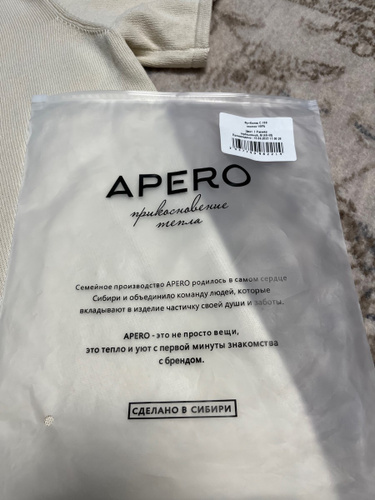 APERO
прикосновение
тепла
Семейное производство APERO родилось в самом сердце
Сибири и объединило команду людей, которые
вкладывают в изделие частичку своей души и заботы.
APERO - это не просто вещи,
это тепло и уют с первой минуты знакомства
с брендом.
СДЕЛАНО В СИБИРИ